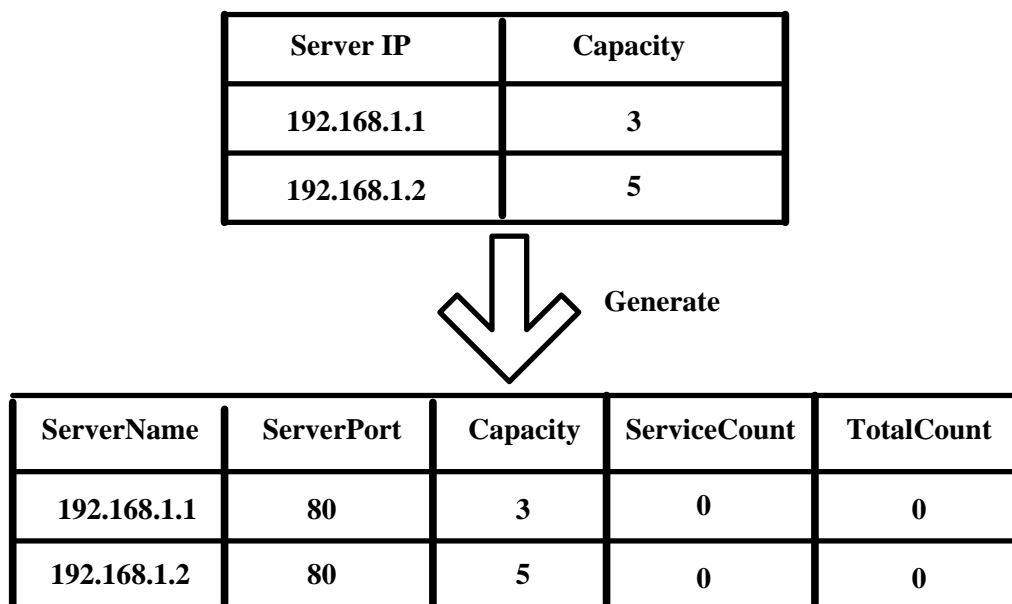 Server IP Capacity
192.168.1.1 3
192.168.1.2 5
Generate
ServerName ServerPort Capacity ServiceCount TotalCount
192.168.1.1 80 3 0 0
192.168.1.2 80 5 0 0